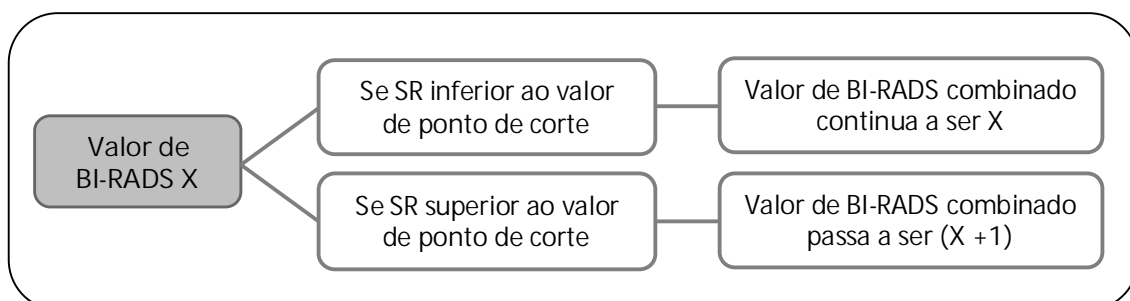 Valor de
BI-RADS X
Se SR inferior ao valor
de ponto de corte
Valor de BI-RADS combinado
continua a ser X
Se SR superior ao valor
de ponto de corte
Valor de BI-RADS combinado
passa a ser (X +1)